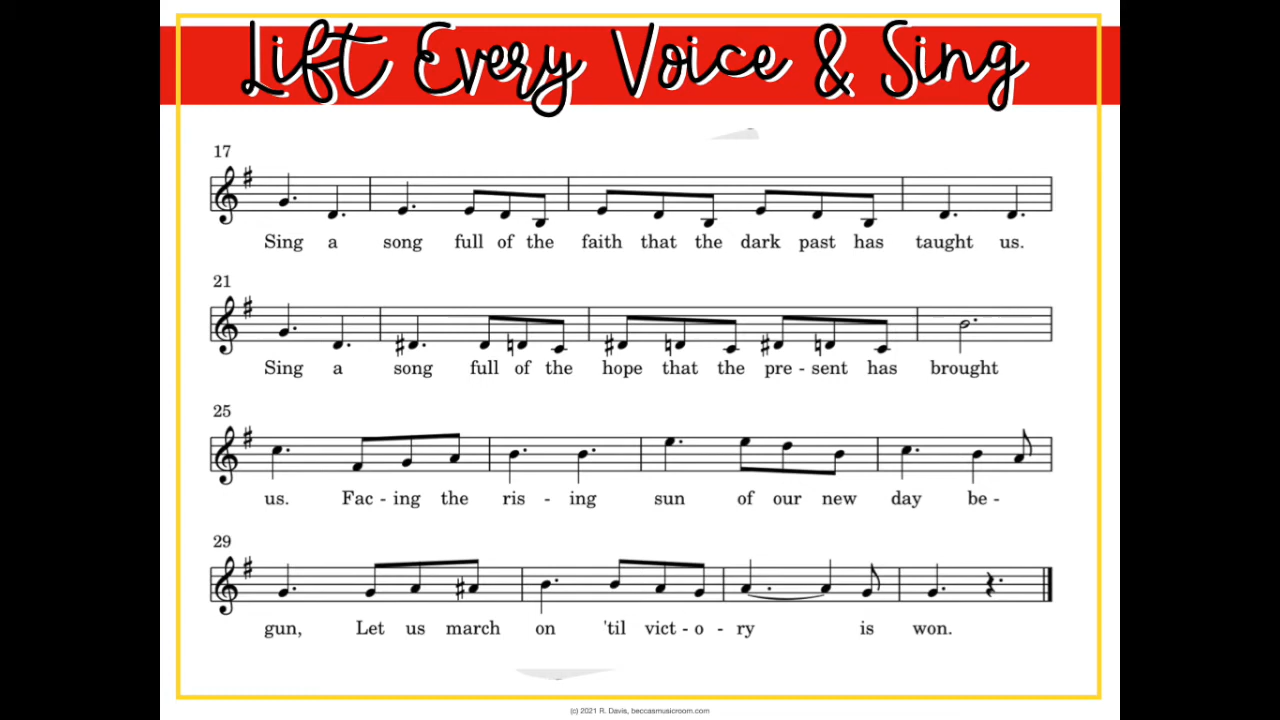 Lift Every Voice & Sing
17
Sing a song full of the faith that the dark past has taught us.
21
Sing a song full of the hope that the pre - sent has brought
25
us. Fac - ing the ris - ing sun of our new day be -
29
gun, Let us march on 'til vict - o - ry is won.
(c) 2021 R. Davis, beccasmusicroom.com